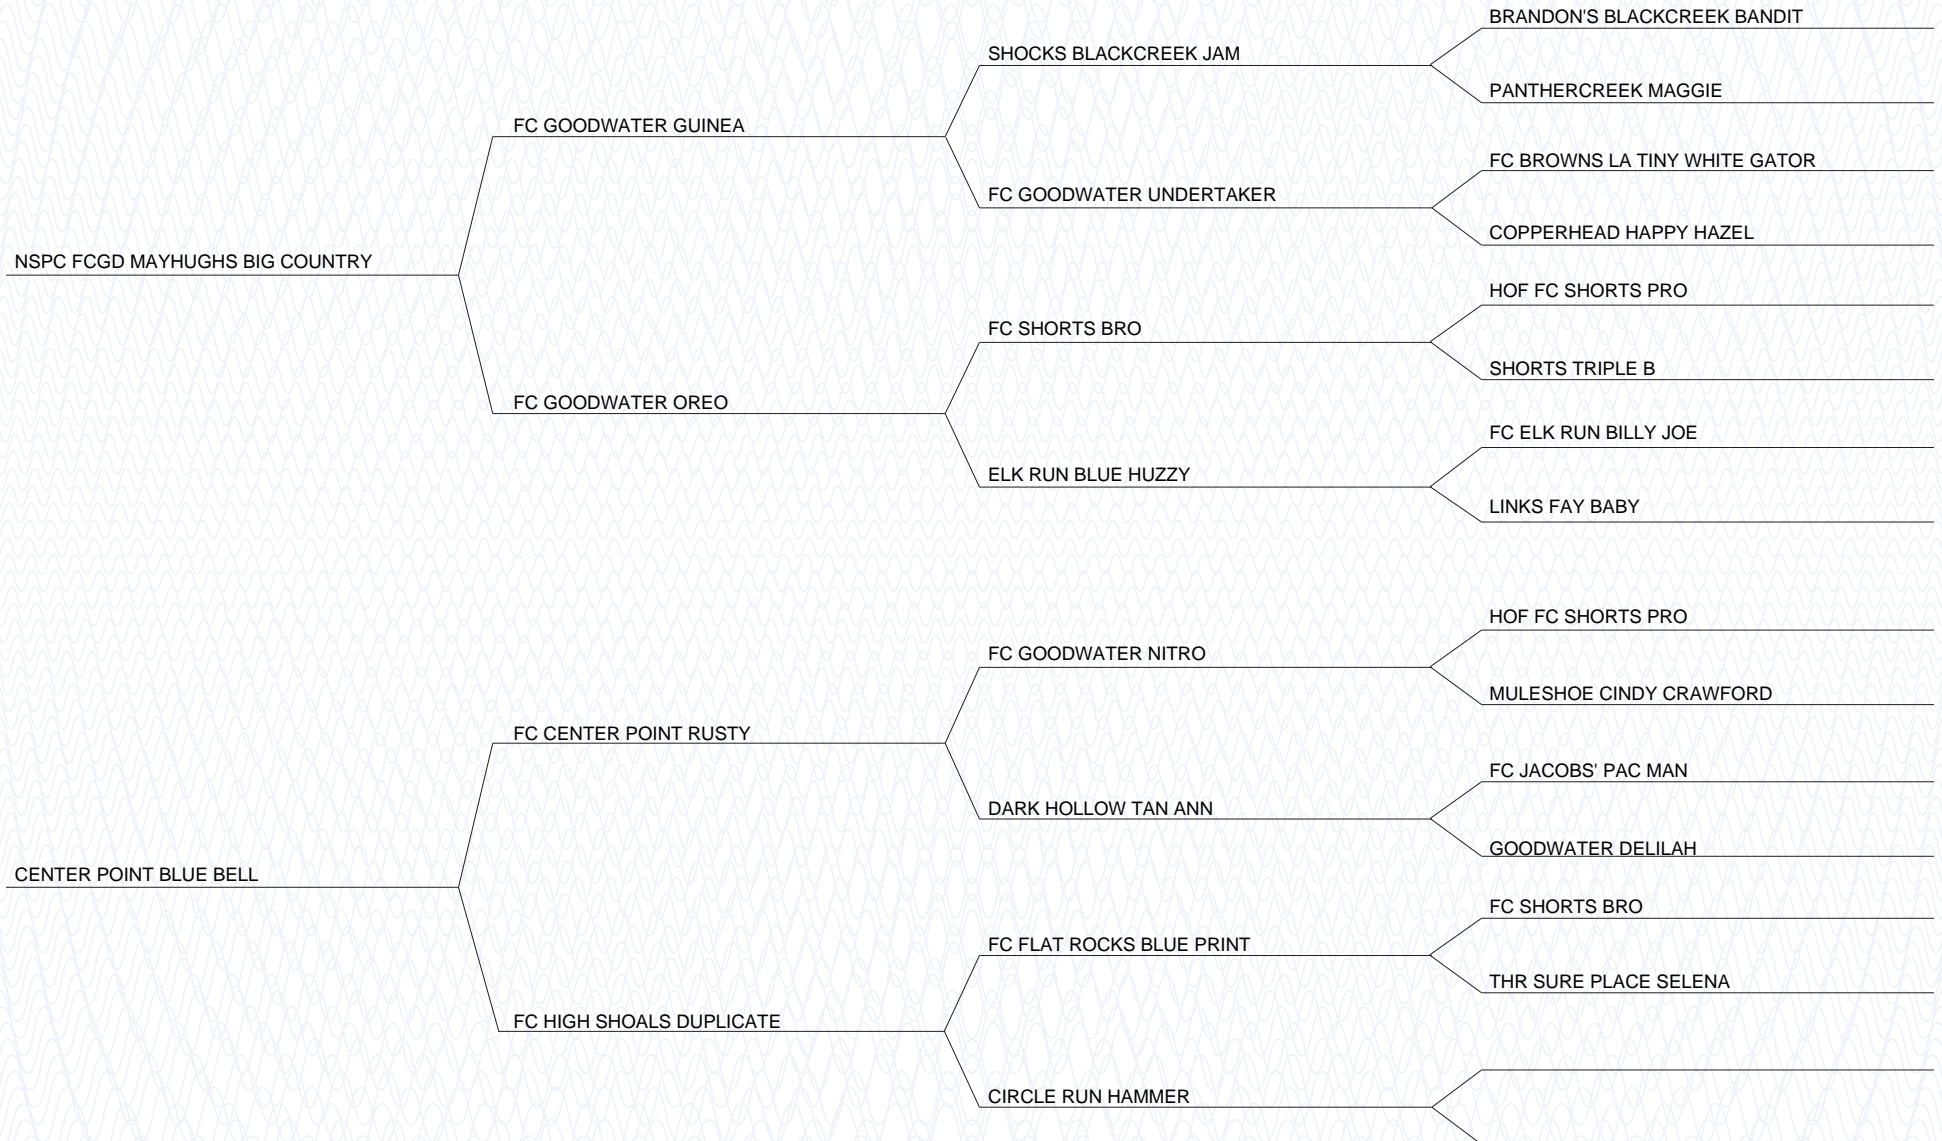 BRANDON'S BLACKCREEK BANDIT
SHOCKS BLACKCREEK JAM
PANTHERCREEK MAGGIE
FC GOODWATER GUINEA
FC BROWNS LA TINY WHITE GATOR
FC GOODWATER UNDERTAKER
COPPERHEAD HAPPY HAZEL
NSPC FCGD MAYHUGHS BIG COUNTRY
HOF FC SHORTS PRO
FC SHORTS BRO
SHORTS TRIPLE B
FC GOODWATER OREO
FC ELK RUN BILLY JOE
ELK RUN BLUE HUZZY
LINKS FAY BABY
HOF FC SHORTS PRO
FC GOODWATER NITRO
MULESHOE CINDY CRAWFORD
FC CENTER POINT RUSTY
FC JACOBS' PAC MAN
DARK HOLLOW TAN ANN
GOODWATER DELILAH
CENTER POINT BLUE BELL
FC SHORTS BRO
FC FLAT ROCKS BLUE PRINT
THR SURE PLACE SELENA
FC HIGH SHOALS DUPLICATE
CIRCLE RUN HAMMER